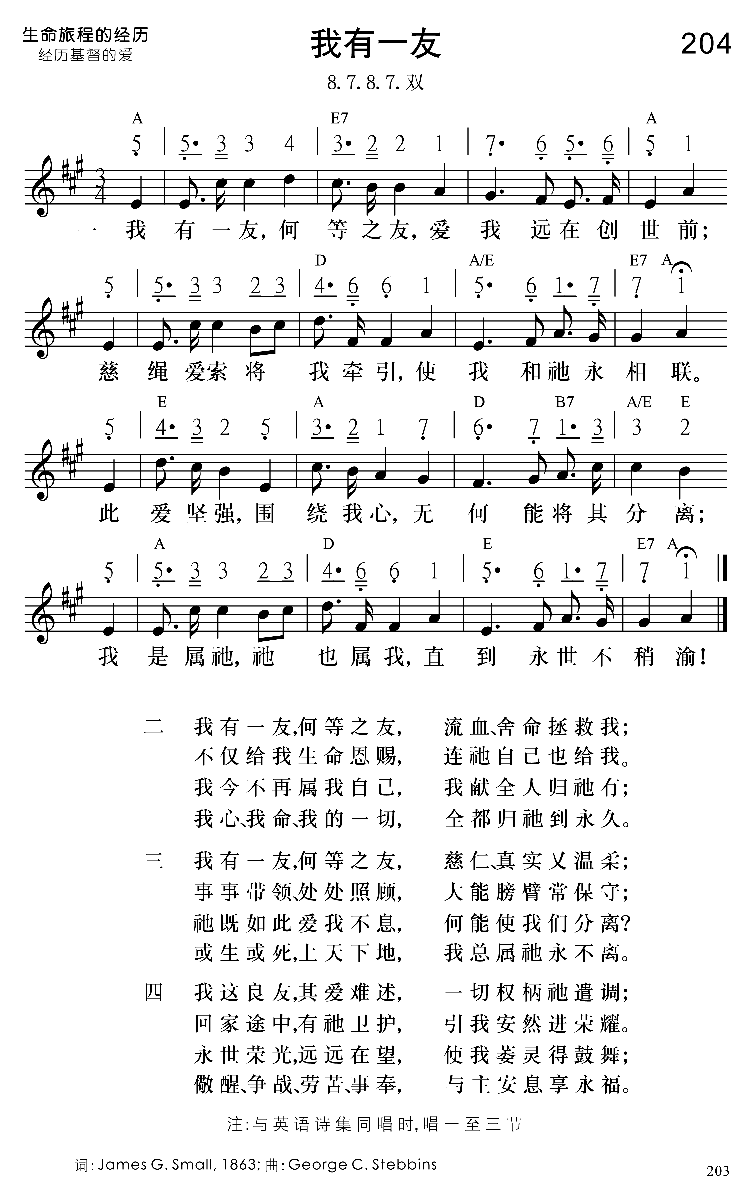 生命旅程的经历
经历基督的爱
我有一友
204
8.7.8.7.双
A E7 A
5 5· 3 3 4 3· 2 2 1 7· 6 5· 6 5 1
一 我 有一友,何 等之友,爱 我 远在创 世前;
D A/E E7 A
5 5· 3 3 2 3 4· 6 6 1 5· 6 1· 7 7 1
慈 绳爱索将 我牵引,使 我 和祂永 相联。
E A D B7 A/E E
5 4· 3 2 5 3· 2 1 7 6· 7 1· 3 3 2
此 爱坚强,围 绕我心,无 何 能将其 分离;
A D E E7 A
5 5· 3 3 2 3 4· 6 6 1 5· 6 1· 7 7 1
我 是属祂,祂 也属我,直 到 永世不 稍渝!
二 我有一友,何等之友, 流血、舍命拯救我;
不仅给我生命恩赐, 连祂自己也给我。
我今不再属我自己, 我献全人归祂有;
我心、我命、我的一切, 全都归祂到永久。
三 我有一友,何等之友, 慈仁、真实又温柔;
事事带领、处处照顾, 大能膀臂常保守;
祂既如此爱我不息, 何能使我们分离?
或生或死,上天下地, 我总属祂永不离。
四 我这良友,其爱难述, 一切权柄祂遣调;
回家途中,有祂卫护, 引我安然进荣耀。
永世荣光,远远在望, 使我萎灵得鼓舞;
儆醒、争战、劳苦、事奉, 与主安息享永福。
注:与英语诗集同唱时,唱一至三节
词: James G. Small, 1863; 曲: George C. Stebbins
203